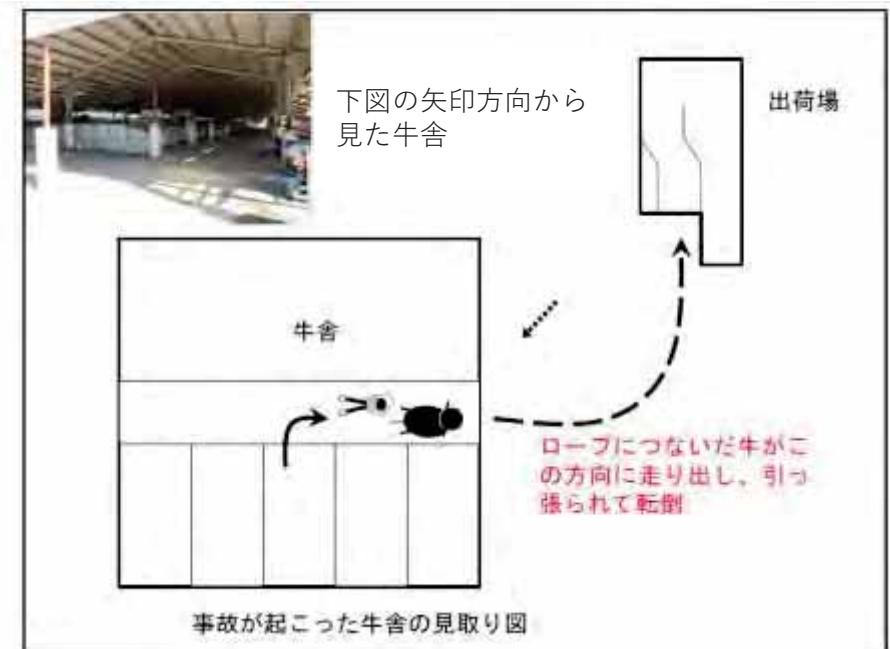 下図の矢印方向から
見た牛舎
出荷場
牛舎
ロープにつないだ牛がこ
の方向に走り出し、引っ
張られて転倒
事故が起こった牛舎の見取り図